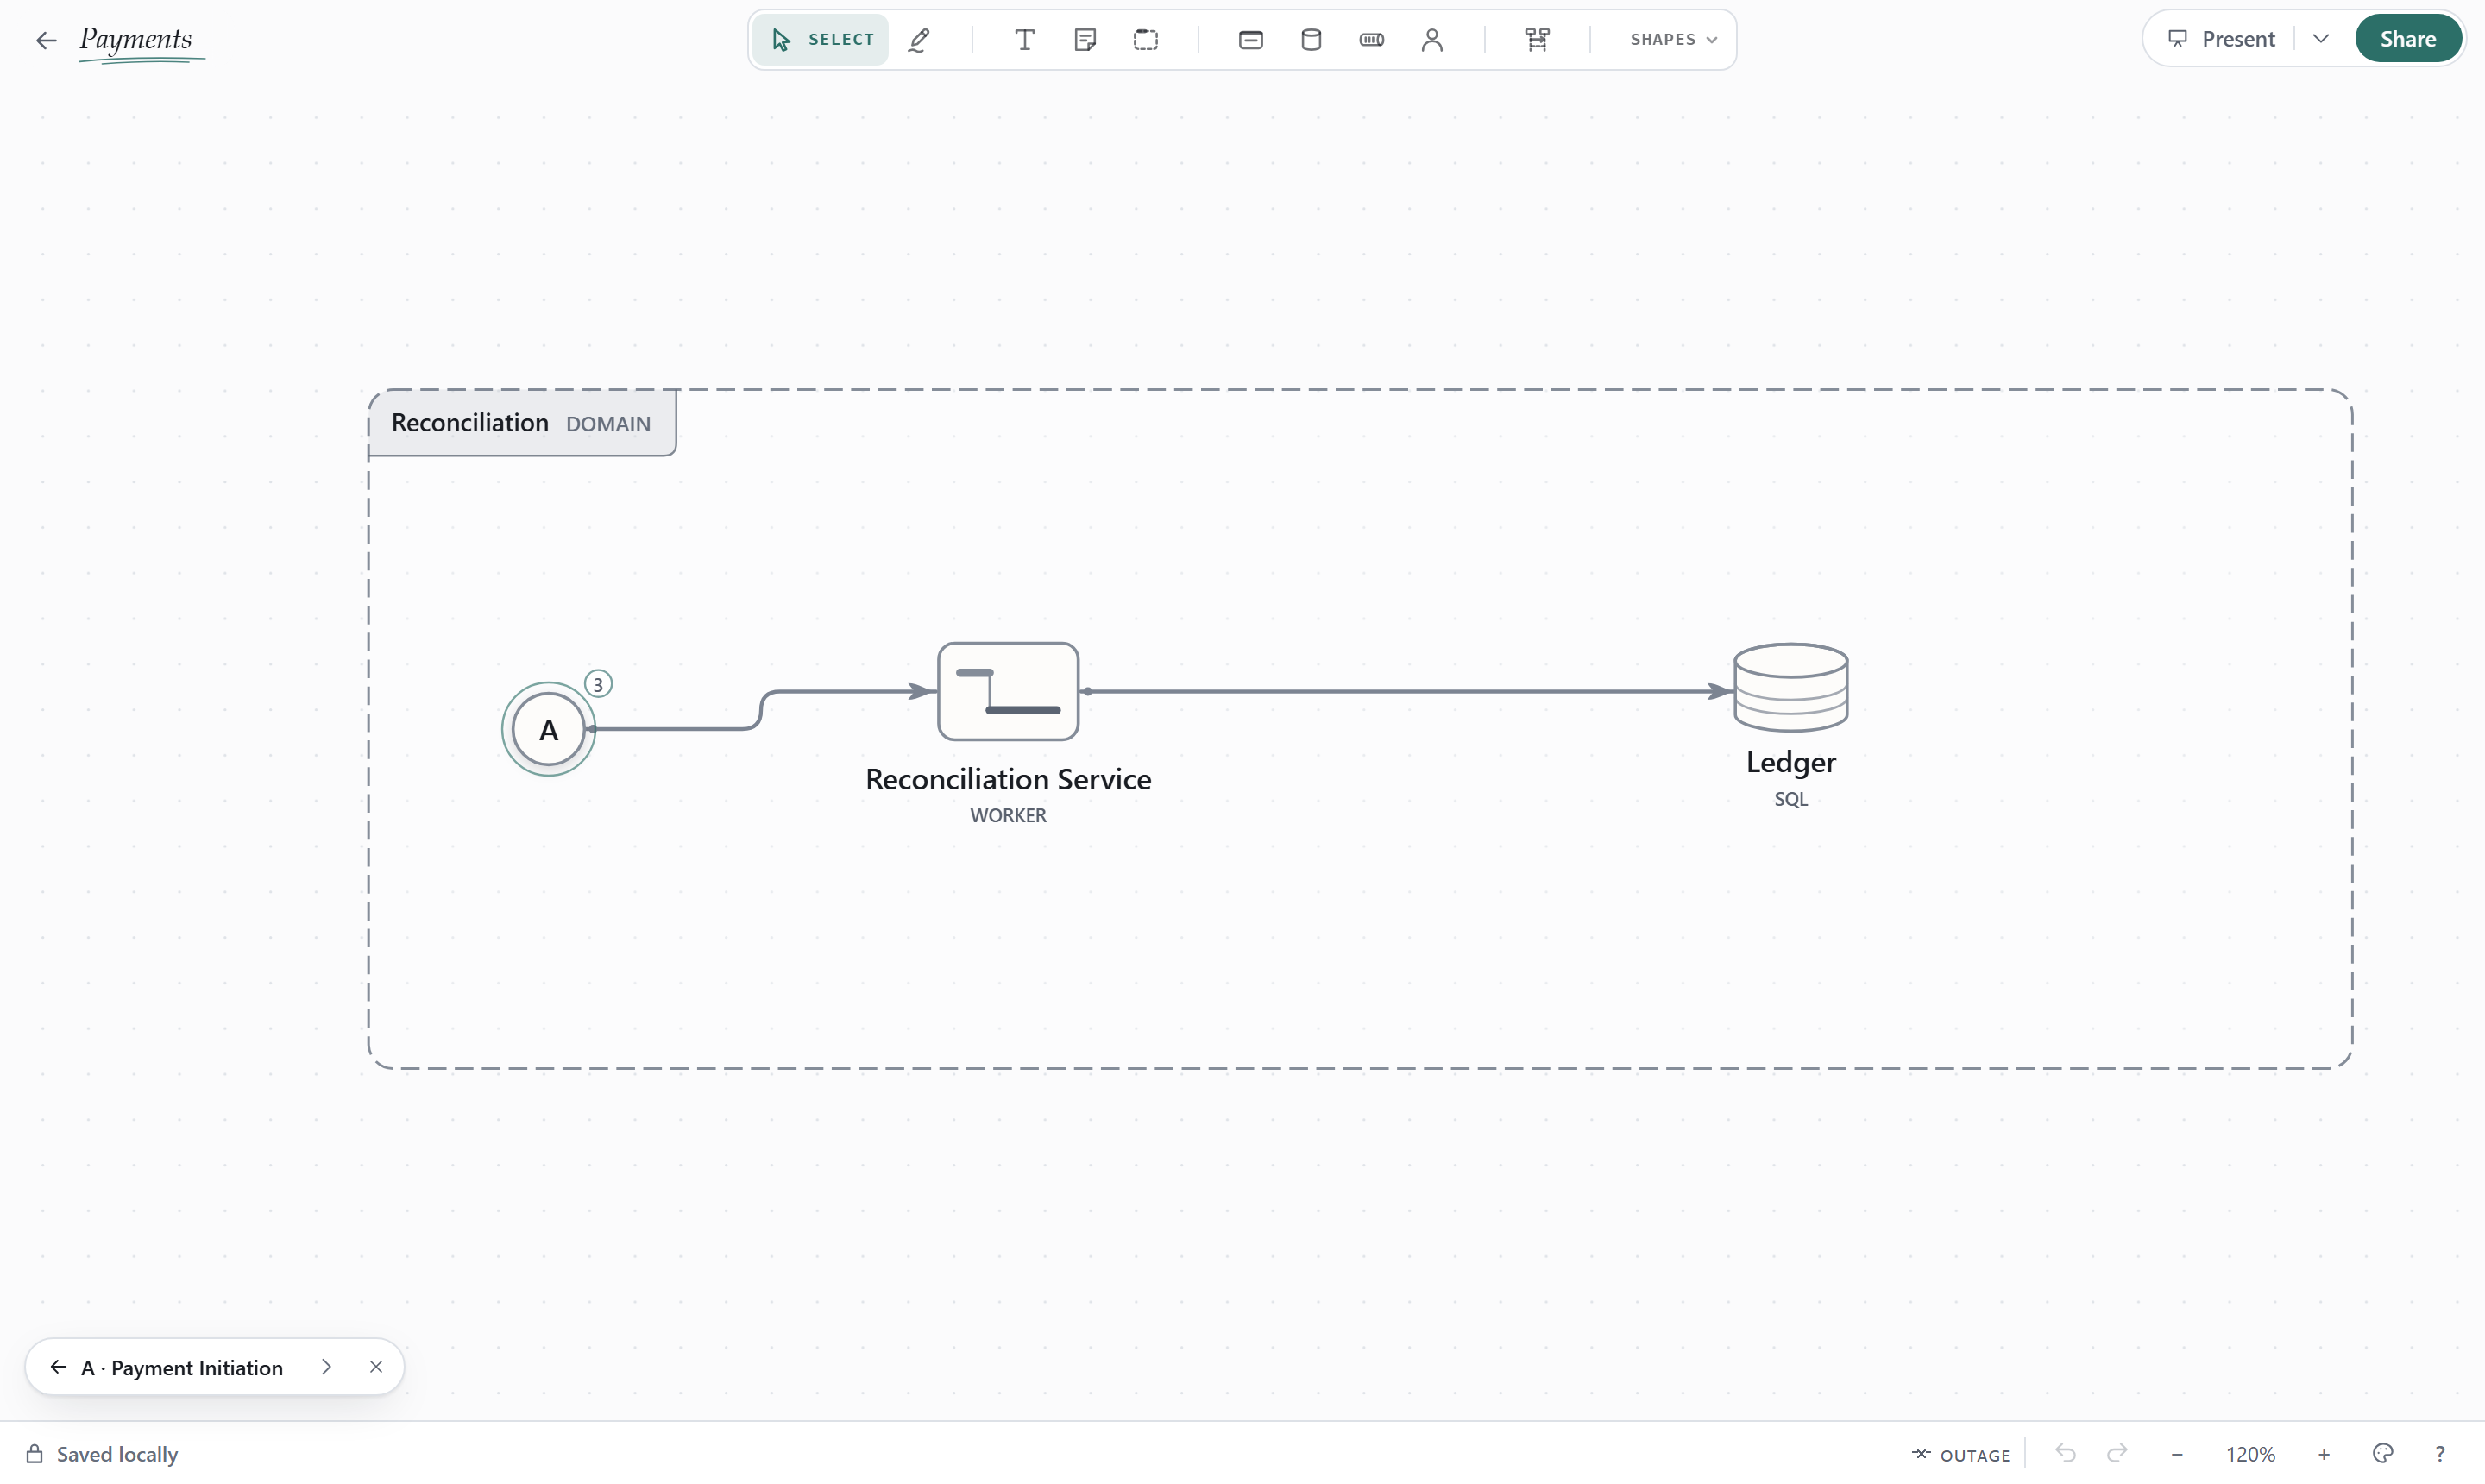 Payments
SELECT
SHAPES
Present
Share
Reconciliation DOMAIN
3
A
Reconciliation Service
WORKER
Ledger
SQL
A · Payment Initiation
Saved locally
OUTAGE
120%
?